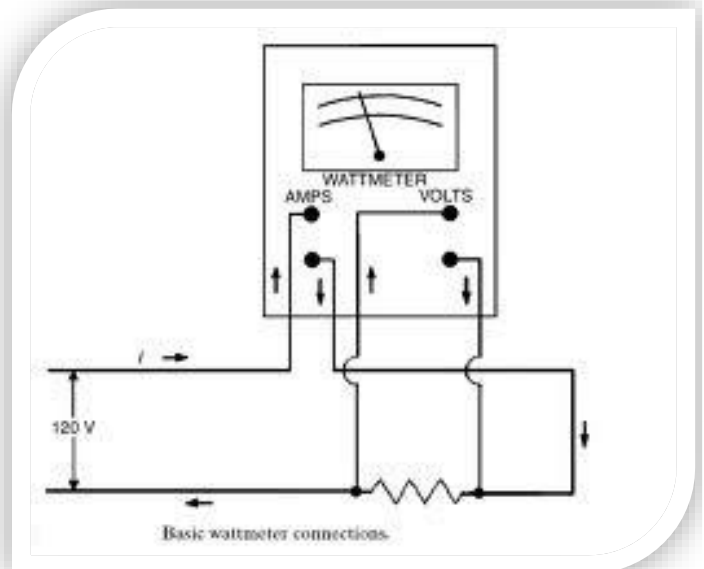 WATTMETER
AMPS VOLTS
I
120 V
Basic wattmeter connections.